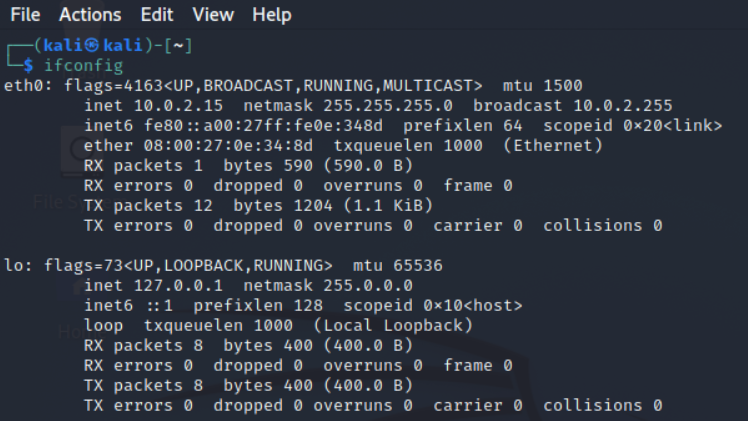 File Actions Edit View Help
┌──(kali㉿kali)-[~]
└─$ ifconfig
eth0: flags=4163<UP,BROADCAST,RUNNING,MULTICAST>  mtu 1500
        inet 10.0.2.15  netmask 255.255.255.0  broadcast 10.0.2.255
        inet6 fe80::a00:27ff:fe0e:348d  prefixlen 64  scopeid 0×20<link>
        ether 08:00:27:0e:34:8d  txqueuelen 1000  (Ethernet)
        RX packets 1  bytes 590 (590.0 B)
        RX errors 0  dropped 0  overruns 0  frame 0
        TX packets 12  bytes 1204 (1.1 KiB)
        TX errors 0  dropped 0 overruns 0  carrier 0  collisions 0

lo: flags=73<UP,LOOPBACK,RUNNING>  mtu 65536
        inet 127.0.0.1  netmask 255.0.0.0
        inet6 ::1  prefixlen 128  scopeid 0×10<host>
        loop  txqueuelen 1000  (Local Loopback)
        RX packets 8  bytes 400 (400.0 B)
        RX errors 0  dropped 0  overruns 0  frame 0
        TX packets 8  bytes 400 (400.0 B)
        TX errors 0  dropped 0 overruns 0  carrier 0  collisions 0